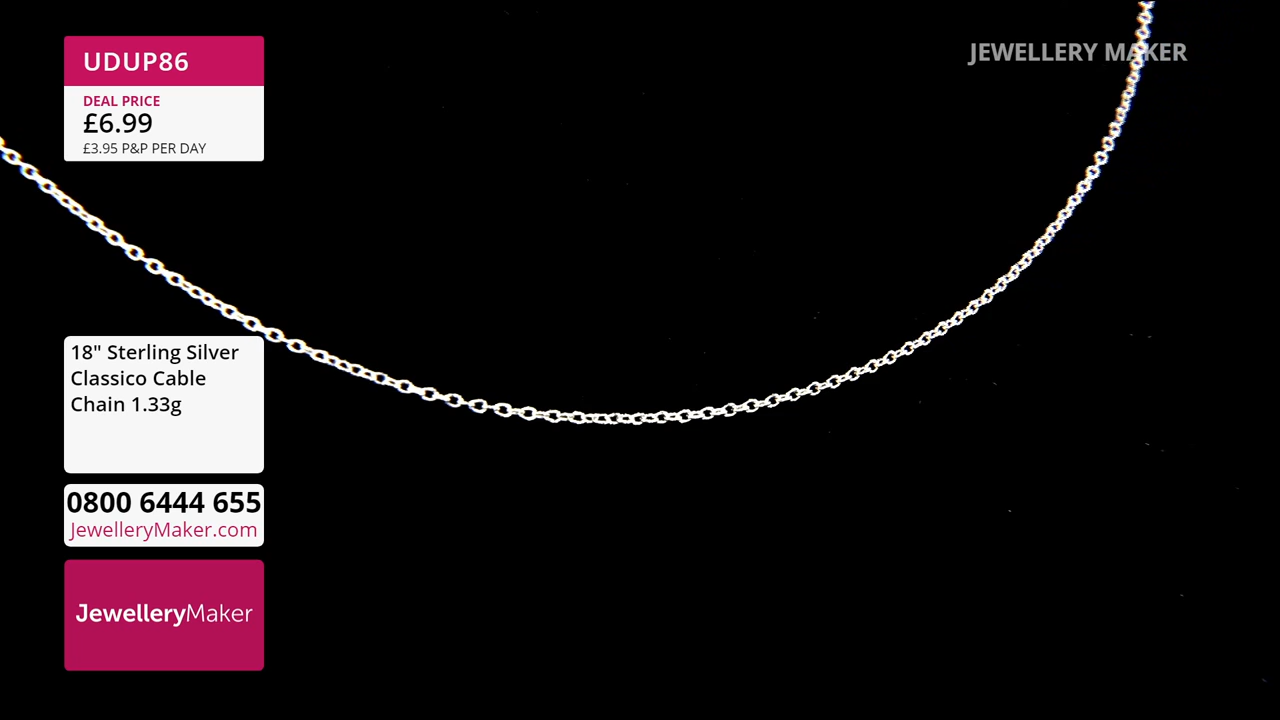 UDUP86
DEAL PRICE
£6.99
£3.95 P&P PER DAY
JEWELLERY MAKER
18" Sterling Silver
Classico Cable
Chain 1.33g
0800 6444 655
JewelleryMaker.com
JewelleryMaker